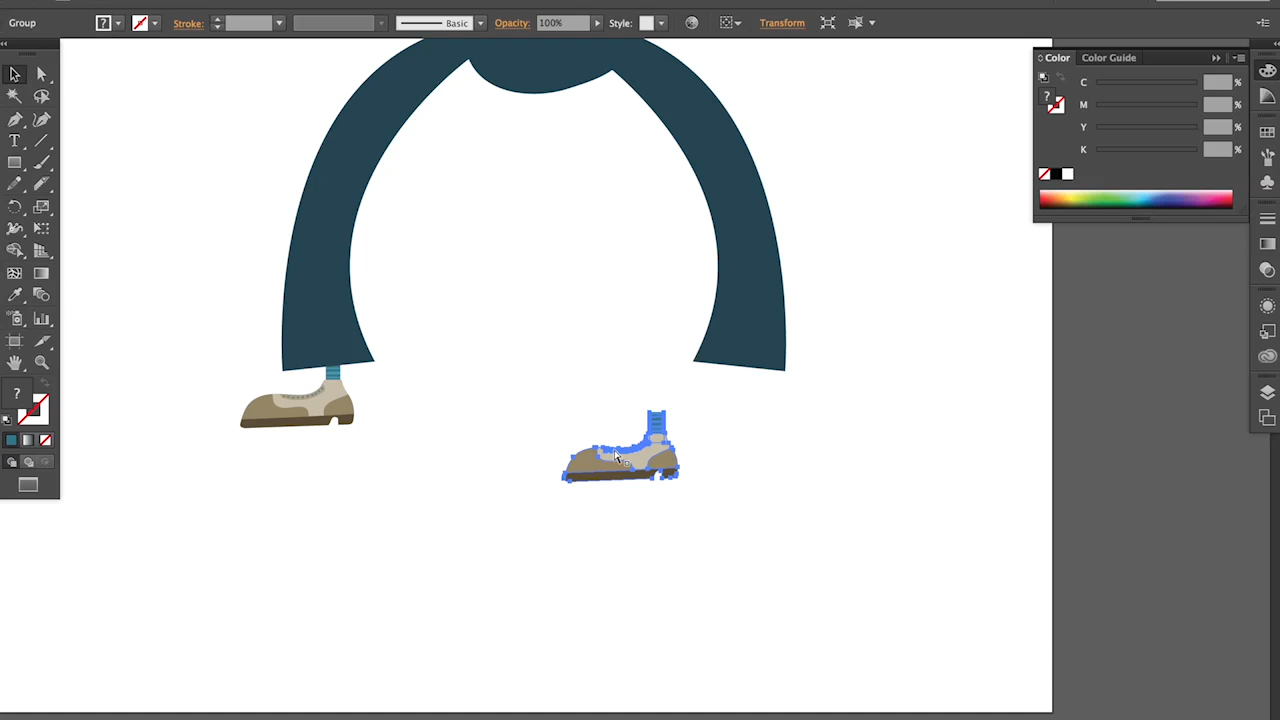 Group ? Stroke: Basic Opacity: 100% Style: Transform
Color Color Guide
C %
? M %
Y %
K %
T
?